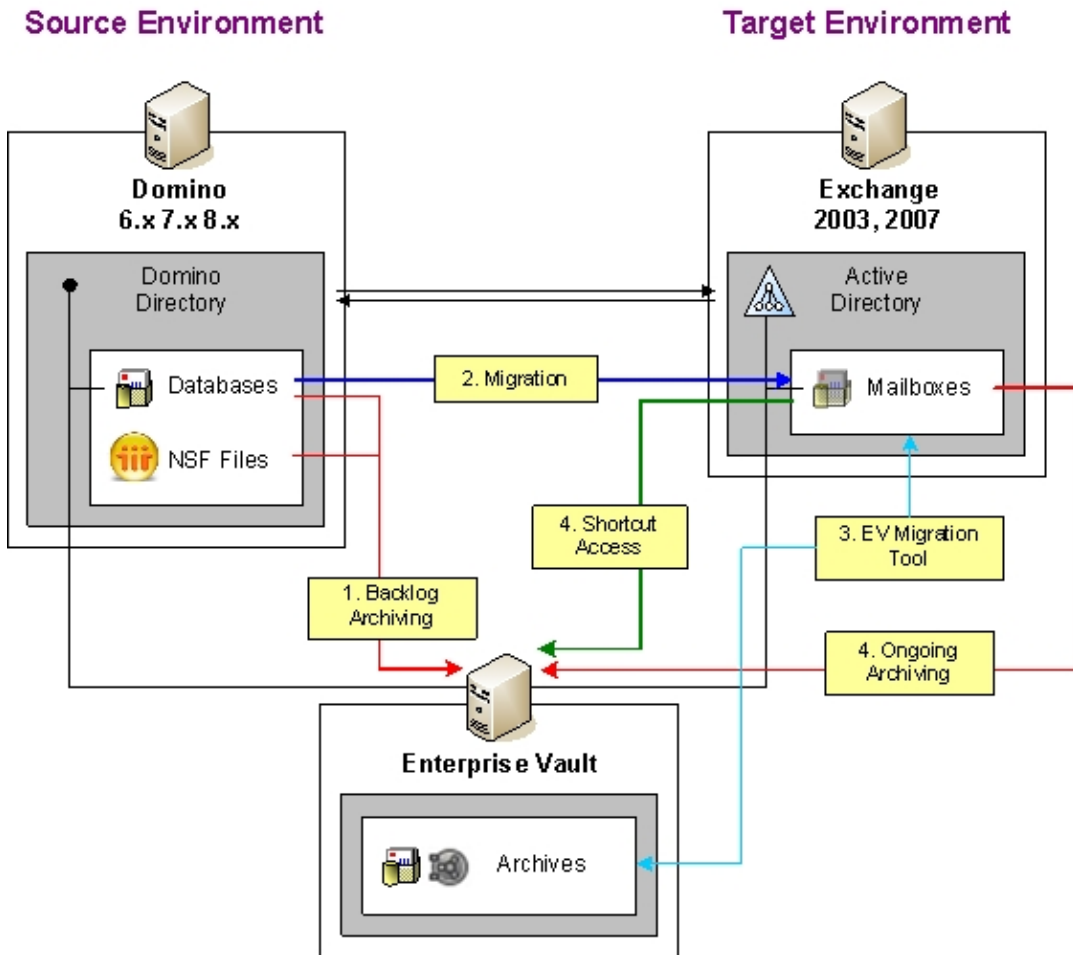 Source Environment
Target Environment
Domino
6.x 7.x 8.x
Exchange
2003, 2007
Domino
Directory
Active
Directory
Databases
2. Migration
Mailboxes
NSF Files
4. Shortcut
Access
3. EV Migration
Tool
1. Backlog
Archiving
4. Ongoing
Archiving
Enterprise Vault
Archives